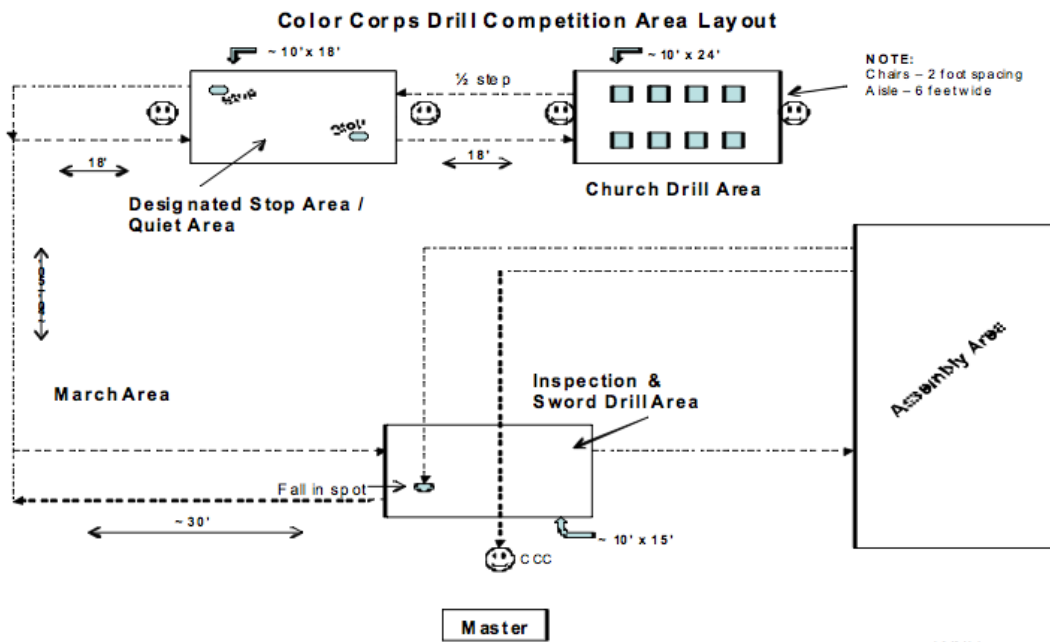 Color Corps Drill Competition Area Layout
~ 10' x 18'
~ 10' x 24'
NOTE:
Chairs – 2 foot spacing
Aisle – 6 feet wide
½ step
18'
18'
Church Drill Area
Designated Stop Area /
Quiet Area
Assembly Area
March Area
Inspection &
Sword Drill Area
Fall in spot
~ 30'
~ 10' x 15'
CCC
Master